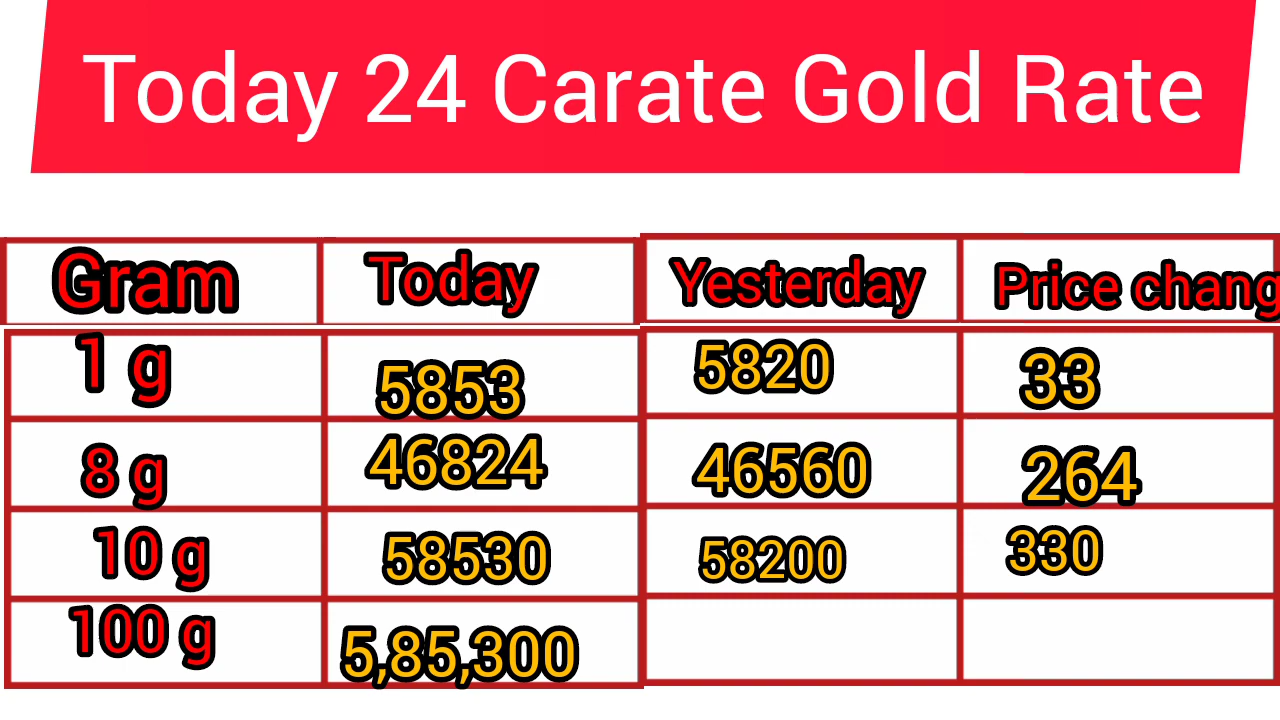 Today 24 Carate Gold Rate
Gram Today Yesterday Price chang
1 g 5853 5820 33
8 g 46824 46560 264
10 g 58530 58200 330
100 g 5,85,300